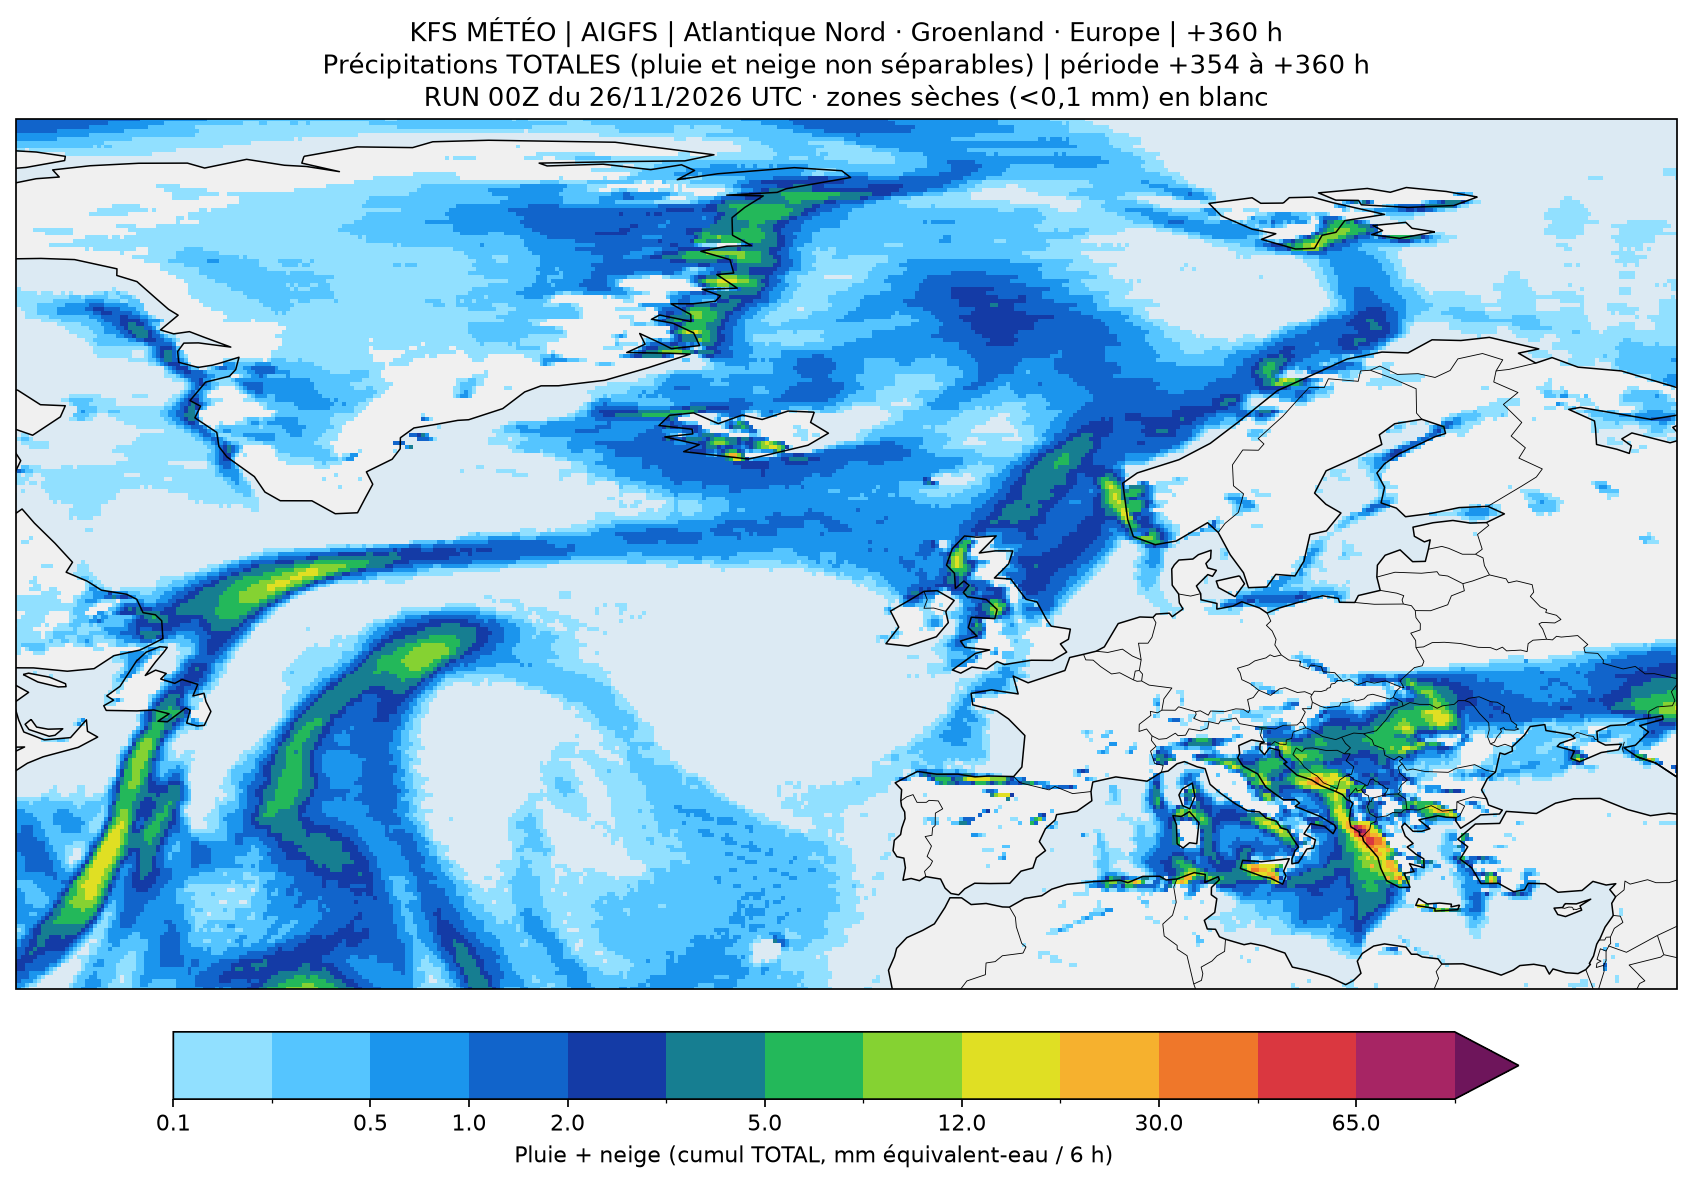 KFS MÉTÉO | AIGFS | Atlantique Nord · Groenland · Europe | +360 h
Précipitations TOTALES (pluie et neige non séparables) | période +354 à +360 h
RUN 00Z du 26/11/2026 UTC · zones sèches (<0,1 mm) en blanc
0.1 0.5 1.0 2.0 5.0 12.0 30.0 65.0
Pluie + neige (cumul TOTAL, mm équivalent-eau / 6 h)